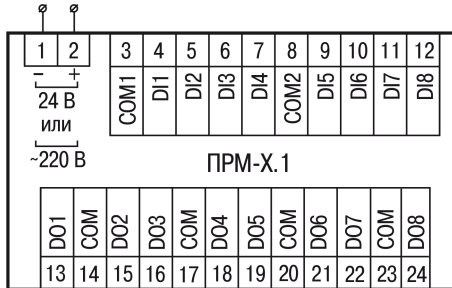 1 2 3 4 5 6 7 8 9 10 11 12
- +
COM1 DI1 DI2 DI3 DI4 COM2 DI5 DI6 DI7 DI8
24 В
или
~220 В
ПРМ-Х.1
DO1 COM DO2 DO3 COM DO4 DO5 COM DO6 DO7 COM DO8
13 14 15 16 17 18 19 20 21 22 23 24